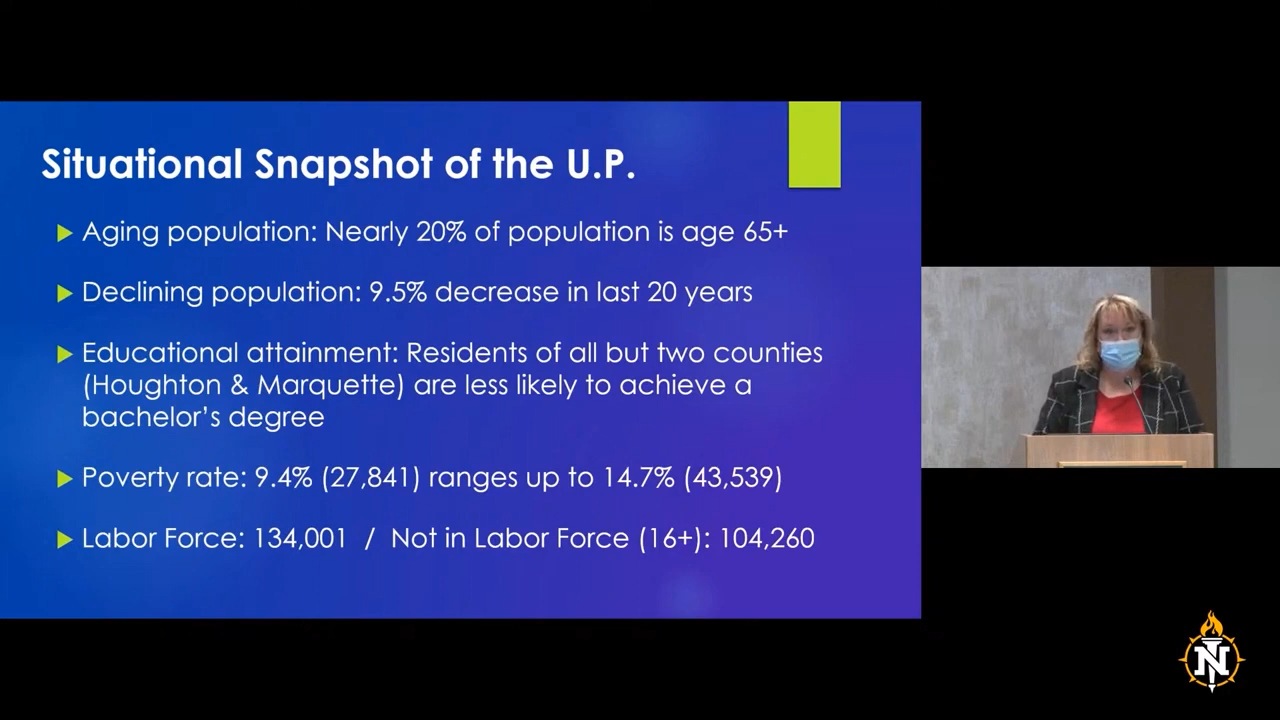 Situational Snapshot of the U.P.
Aging population: Nearly 20% of population is age 65+
Declining population: 9.5% decrease in last 20 years
Educational attainment: Residents of all but two counties
(Houghton & Marquette) are less likely to achieve a
bachelor's degree
Poverty rate: 9.4% (27,841) ranges up to 14.7% (43,539)
Labor Force: 134,001 / Not in Labor Force (16+): 104,260
N